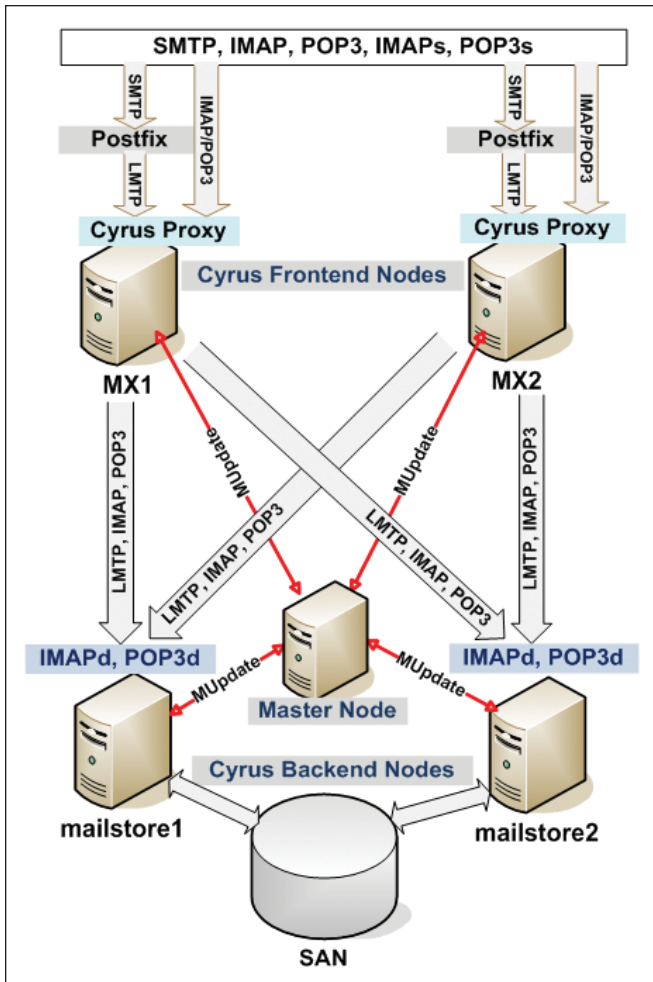 SMTP, IMAP, POP3, IMAPs, POP3s
SMTP
IMAP/POP3
SMTP
IMAP/POP3
Postfix
Postfix
LMTP
LMTP
Cyrus Proxy
Cyrus Proxy
Cyrus Frontend Nodes
MX1
MX2
MUpdate
MUpdate
LMTP, IMAP, POP3
LMTP, IMAP, POP3
LMTP, IMAP, POP3
LMTP, IMAP, POP3
IMAPd, POP3d
IMAPd, POP3d
MUpdate
MUpdate
Master Node
Cyrus Backend Nodes
mailstore1
mailstore2
SAN